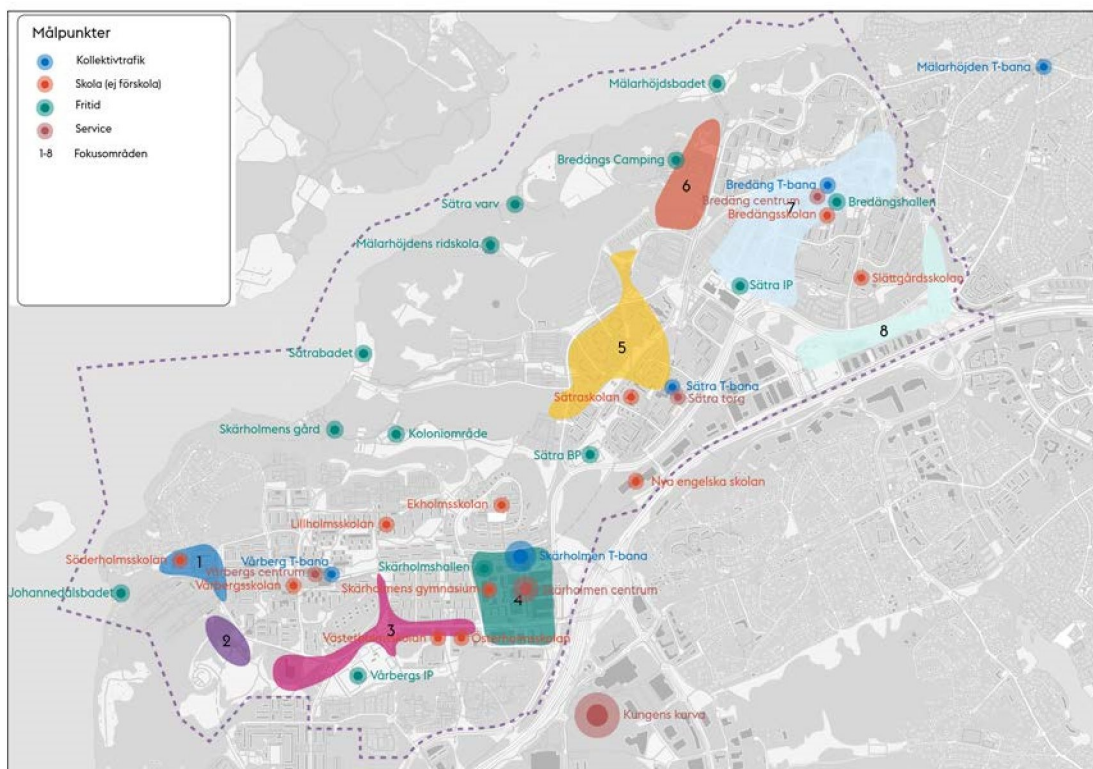 Målpunkter
Kollektivtrafik
Skola (ej förskola)
Fritid
Service
1-8 Fokusområden
Mälarhöjden T-bana
Mälarhöjdsbadet
Bredängs Camping
6
Bredäng T-bana
Bredäng centrum
Bredängshallen
7
Bredängsskolan
Sätra varv
Mälarhöjdens ridskola
Slättgårdsskolan
Sätra IP
8
5
Sätrabadet
Sätra T-bana
Sätraskolan
Sätra torg
Skärholmens gård
Koloniområde
Sätra BP
Nya engelska skolan
Ekholmsskolan
Lillholmsskolan
Söderholmsskolan
1
Vårberg T-bana
Skärholmen T-bana
Skärholmshallen
Vårbergs centrum
Vårbergsskolan
Skärholmens gymnasium
Skärholmen centrum
4
Johannedalsbadet
2
3
Västerholmsskolan
Österholmsskolan
Vårbergs IP
Kungens kurva